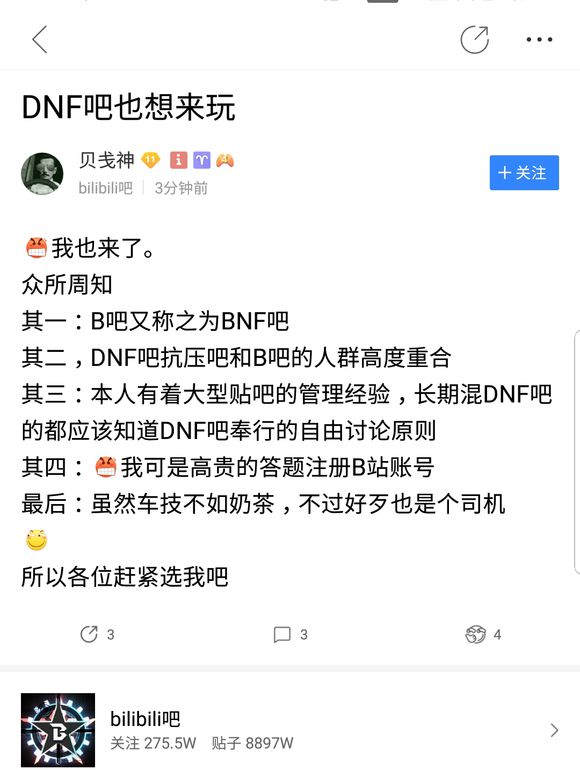 DNF吧也想来玩
贝戋神 11
bilibili吧 3分钟前
+ 关注
我也来了。
众所周知
其一：B吧又称之为BNF吧
其二，DNF吧抗压吧和B吧的人群高度重合
其三：本人有着大型贴吧的管理经验，长期混DNF吧
的都应该知道DNF吧奉行的自由讨论原则
其四：我可是高贵的答题注册B站账号
最后：虽然车技不如奶茶，不过好歹也是个司机
所以各位赶紧选我吧
3
3
4
B
bilibili吧
关注 275.5W 贴子 8897W